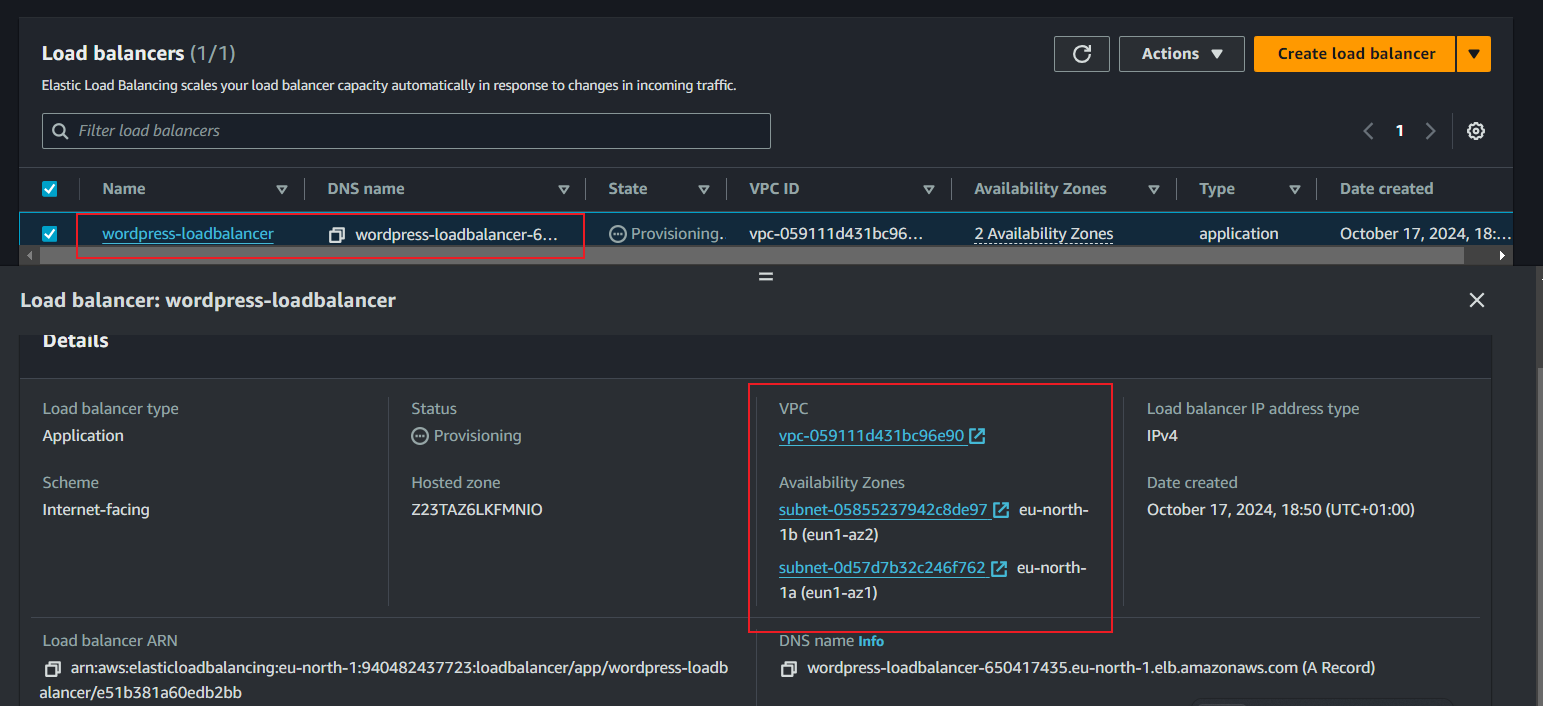 Load balancers (1/1)
Actions
Create load balancer
Elastic Load Balancing scales your load balancer capacity automatically in response to changes in incoming traffic.
Filter load balancers
1
Name DNS name State VPC ID Availability Zones Type Date created
wordpress-loadbalancer wordpress-loadbalancer-6... Provisioning. vpc-059111d431bc96... 2 Availability Zones application October 17, 2024, 18:...
Load balancer: wordpress-loadbalancer
Details
Load balancer type
Application
Scheme
Internet-facing
Status
Provisioning
Hosted zone
Z23TAZ6LKFMNIO
VPC
vpc-059111d431bc96e90
Availability Zones
subnet-05855237942c8de97 eu-north-
1b (eun1-az2)
subnet-0d57d7b32c246f762 eu-north-
1a (eun1-az1)
Load balancer IP address type
IPv4
Date created
October 17, 2024, 18:50 (UTC+01:00)
Load balancer ARN
arn:aws:elasticloadbalancing:eu-north-1:940482437723:loadbalancer/app/wordpress-loadb
alancer/e51b381a60edb2bb
DNS name Info
wordpress-loadbalancer-650417435.eu-north-1.elb.amazonaws.com (A Record)